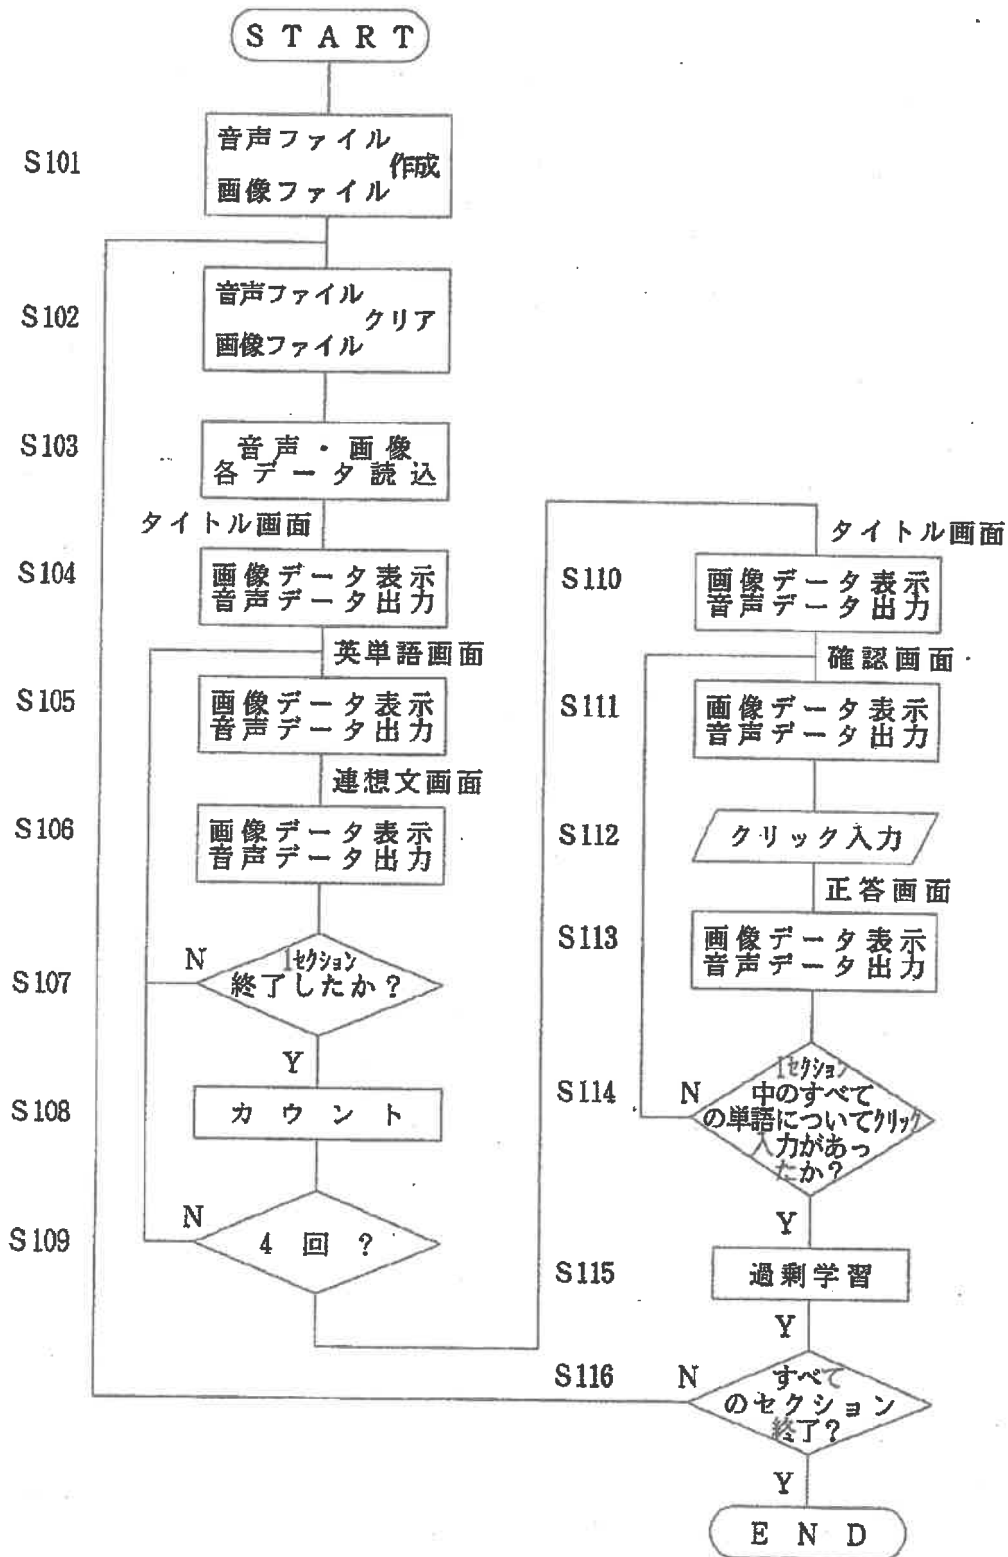 START
S101
音声ファイル
作成
画像ファイル
S102
音声ファイル
クリア
画像ファイル
S103
音声・画像
各データ読込
タイトル画面
S104
画像データ表示
音声データ出力
英単語画面
S105
画像データ表示
音声データ出力
連想文画面
S106
画像データ表示
音声データ出力
S107
N
1セクション
終了したか?
Y
S108
カウント
S109
N
4回?
タイトル画面
S110
画像データ表示
音声データ出力
確認画面
S111
画像データ表示
音声データ出力
S112
クリック入力
正答画面
S113
画像データ表示
音声データ出力
S114
N
1セクション
中のすべて
の単語についてクリック
入力があっ
たか?
Y
S115
過剰学習
Y
S116
N
すべて
のセクション
終了?
Y
END